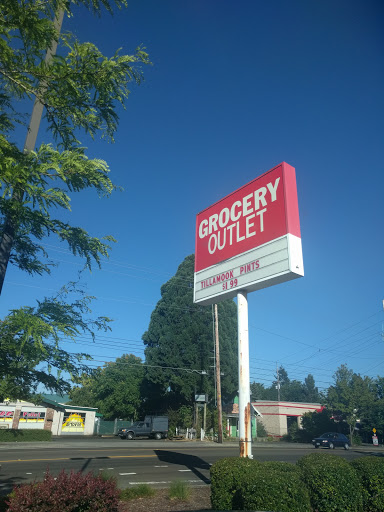 GROCERY
OUTLET
TILLAMOOK PINTS
$1.99